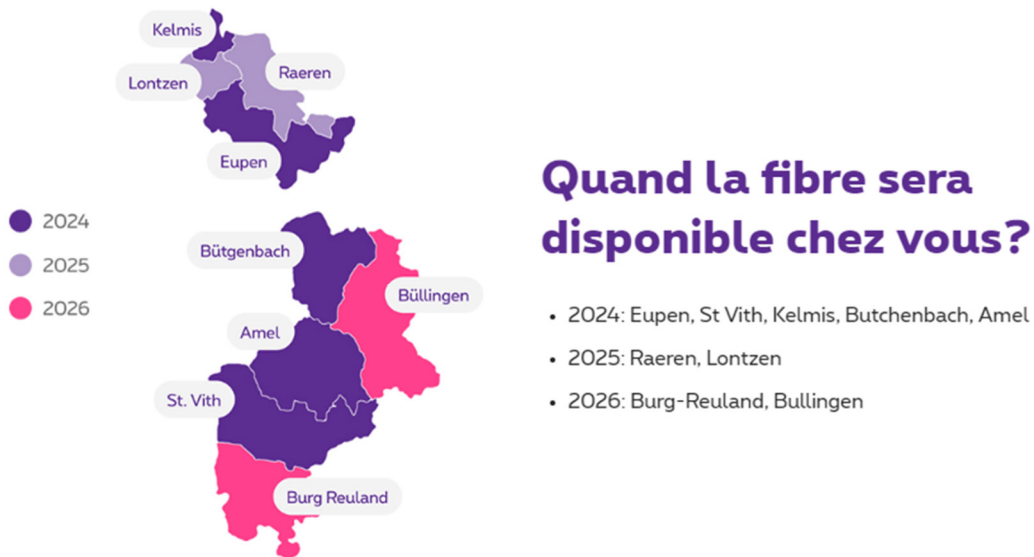 Kelmis
Lontzen
Raeren
Eupen
2024
2025
2026
Bütgenbach
Büllingen
Amel
St. Vith
Burg Reuland
Quand la fibre sera
disponible chez vous?
• 2024: Eupen, St Vith, Kelmis, Butchenbach, Amel
• 2025: Raeren, Lontzen
• 2026: Burg-Reuland, Bullingen